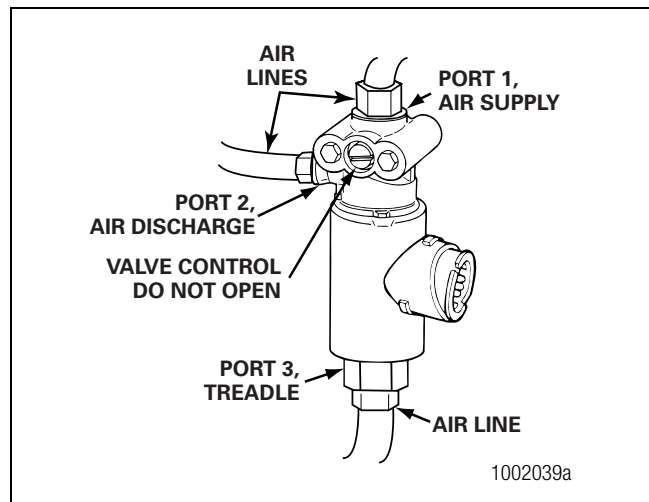 AIR
LINES
PORT 1,
AIR SUPPLY
PORT 2,
AIR DISCHARGE
VALVE CONTROL
DO NOT OPEN
PORT 3,
TREADLE
AIR LINE
1002039a